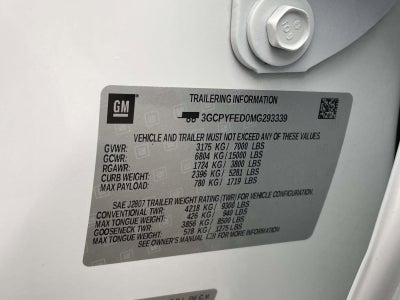 GM
TRAILERING INFORMATION
3GCPYFED0MG293339
VEHICLE AND TRAILER MUST NOT EXCEED ANY OF THESE MAXIMUMS.
GVWR: 3175 KG/ 7000 LBS
GCWR: 6804 KG/15000 LBS
RGAWR: 1724 KG/ 3800 LBS
CURB WEIGHT: 2396 KG/ 5281 LBS
MAX PAYLOAD: 780 KG/ 1719 LBS
SAE J2807 TRAILER WEIGHT RATING (TWR) FOR VEHICLE CONFIGURATION.
CONVENTIONAL TWR: 4218 KG/ 9300 LBS
MAX TONGUE WEIGHT: 426 KG/ 940 LBS
GOOSENECK TWR: 3856 KG/ 8500 LBS
MAX TONGUE WEIGHT: 578 KG/ 1275 LBS
SEE OWNER'S MANUAL FOR MORE INFORMATION